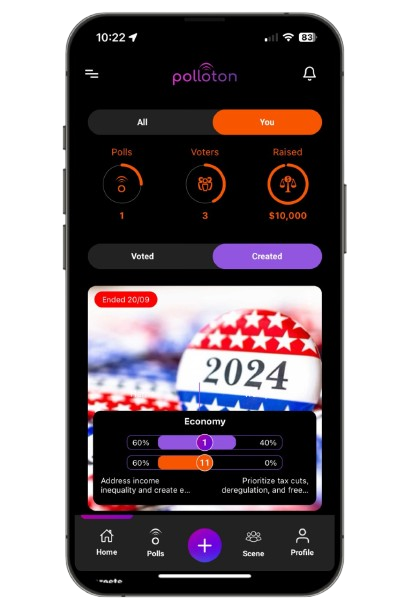 10:22
83
polloton
All
You
Polls
Voters
Raised
1
3
$10,000
Voted
Created
Ended 20/09
2024
Economy
60%
1
40%
60%
11
0%
Address income
inequality and create e...
Prioritize tax cuts,
deregulation, and free...
Home
Polls
Scene
Profile